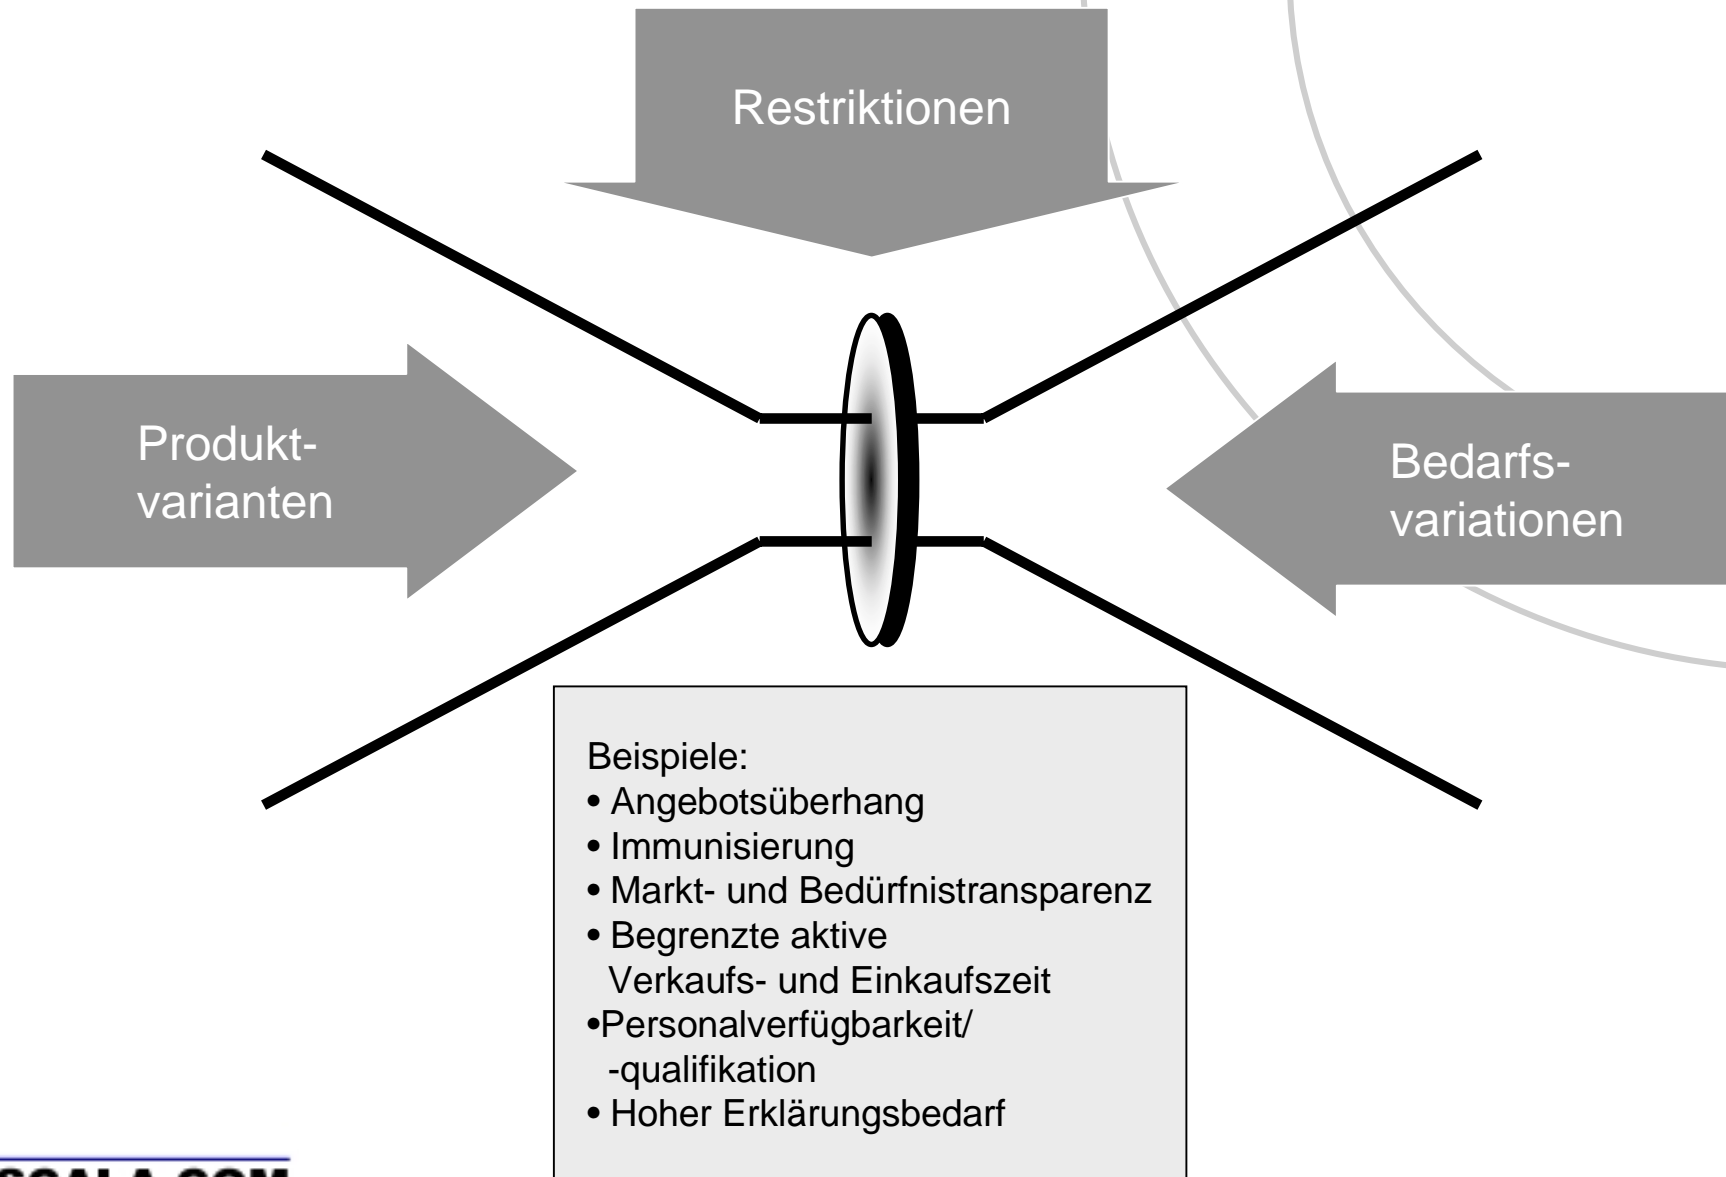 Restriktionen
Produkt-
varianten
Bedarfs-
variationen
Beispiele:
• Angebotsüberhang
• Immunisierung
• Markt- und Bedürfnistransparenz
• Begrenzte aktive
Verkaufs- und Einkaufszeit
•Personalverfügbarkeit/
-qualifikation
• Hoher Erklärungsbedarf